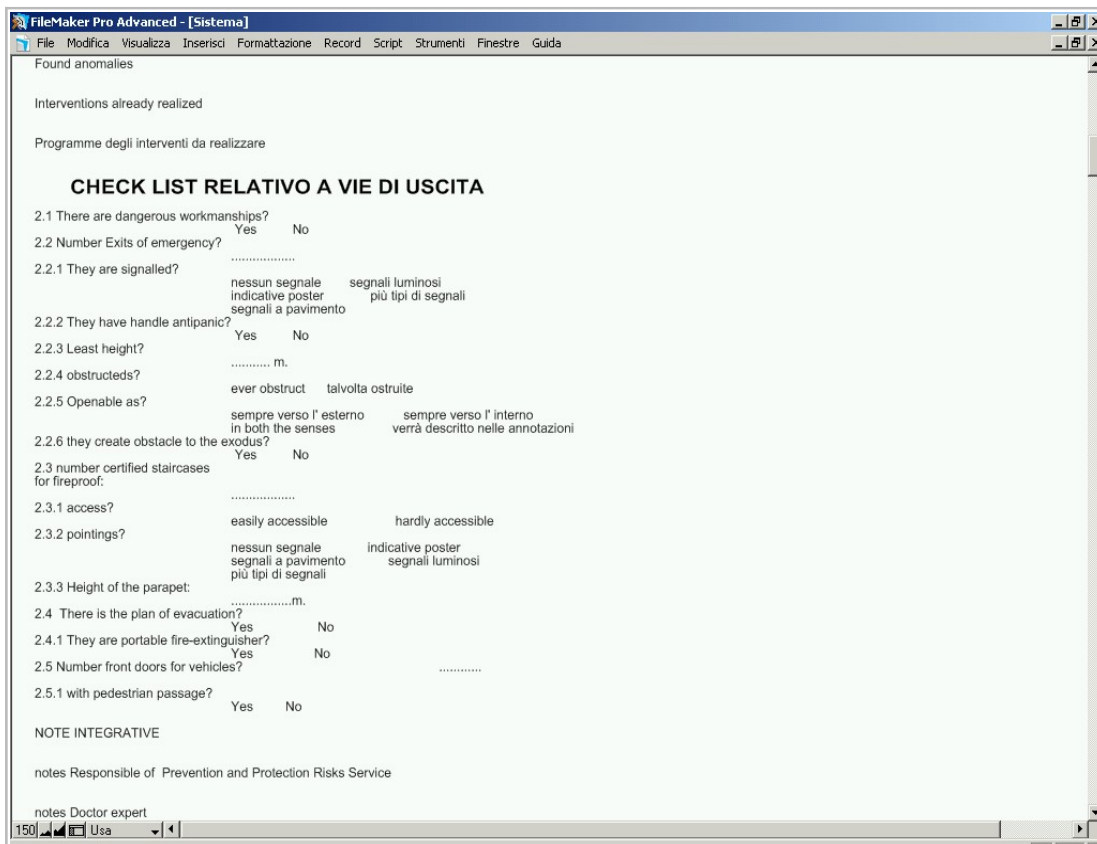 FileMaker Pro Advanced - [Sistema]
File Modifica Visualizza Inserisci Formattazione Record Script Strumenti Finestre Guida
Found anomalies
Interventions already realized
Programme degli interventi da realizzare
CHECK LIST RELATIVO A VIE DI USCITA
2.1 There are dangerous workmanships?
Yes No
2.2 Number Exits of emergency?
..................
2.2.1 They are signalled?
nessun segnale segnali luminosi
indicative poster più tipi di segnali
segnali a pavimento
2.2.2 They have handle antipanic?
Yes No
2.2.3 Least height?
........... m.
2.2.4 obstructeds?
ever obstruct talvolta ostruite
2.2.5 Openable as?
sempre verso l' esterno sempre verso l' interno
in both the senses verrà descritto nelle annotazioni
2.2.6 they create obstacle to the exodus?
Yes No
2.3 number certified staircases
for fireproof:
..................
2.3.1 access?
easily accessible hardly accessible
2.3.2 pointings?
nessun segnale indicative poster
segnali a pavimento segnali luminosi
più tipi di segnali
2.3.3 Height of the parapet:
.................m.
2.4 There is the plan of evacuation?
Yes No
2.4.1 They are portable fire-extinguisher?
Yes No
2.5 Number front doors for vehicles? ............
2.5.1 with pedestrian passage?
Yes No
NOTE INTEGRATIVE
notes Responsible of Prevention and Protection Risks Service
notes Doctor expert
150 Usa